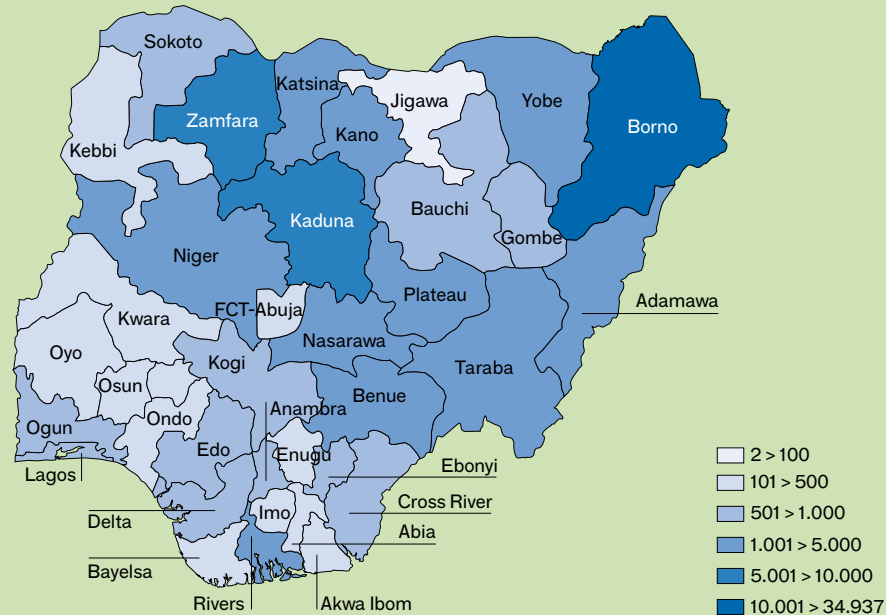 Sokoto
Katsina
Jigawa
Yobe
Zamfara
Kano
Borno
Kebbi
Bauchi
Kaduna
Gombe
Niger
Plateau
Adamawa
FCT-Abuja
Kwara
Nasarawa
Oyo
Kogi
Taraba
Osun
Benue
Anambra
Ondo
Ogun
Edo
Enugu
Lagos
Ebonyi
Cross River
Delta
Imo
Abia
Bayelsa
Rivers
Akwa Ibom
2 > 100
101 > 500
501 > 1.000
1.001 > 5.000
5.001 > 10.000
10.001 > 34.937